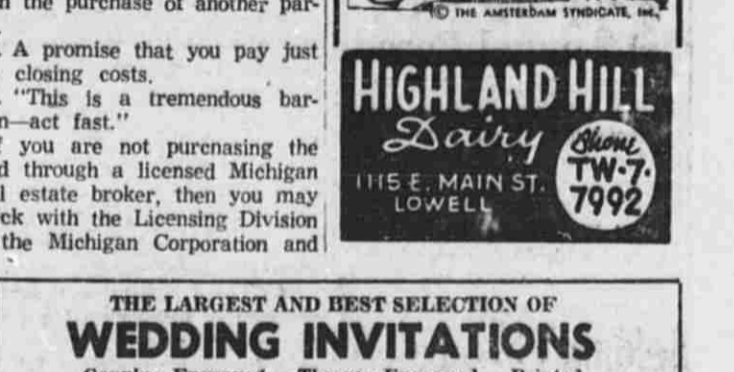 the purchase of another par-
A promise that you pay just
closing costs.
"This is a tremendous bar-
n—act fast."
you are not purcnasing the
d through a licensed Michigan
l estate broker, then you may
ck with the Licensing Division
the Michigan Corporation and
© THE AMSTERDAM SYNDICATE, INC.
HIGHLAND HILL
Dairy
1115 E. MAIN ST.
LOWELL
Phone
TW-7-
7992
THE LARGEST AND BEST SELECTION OF
WEDDING INVITATIONS